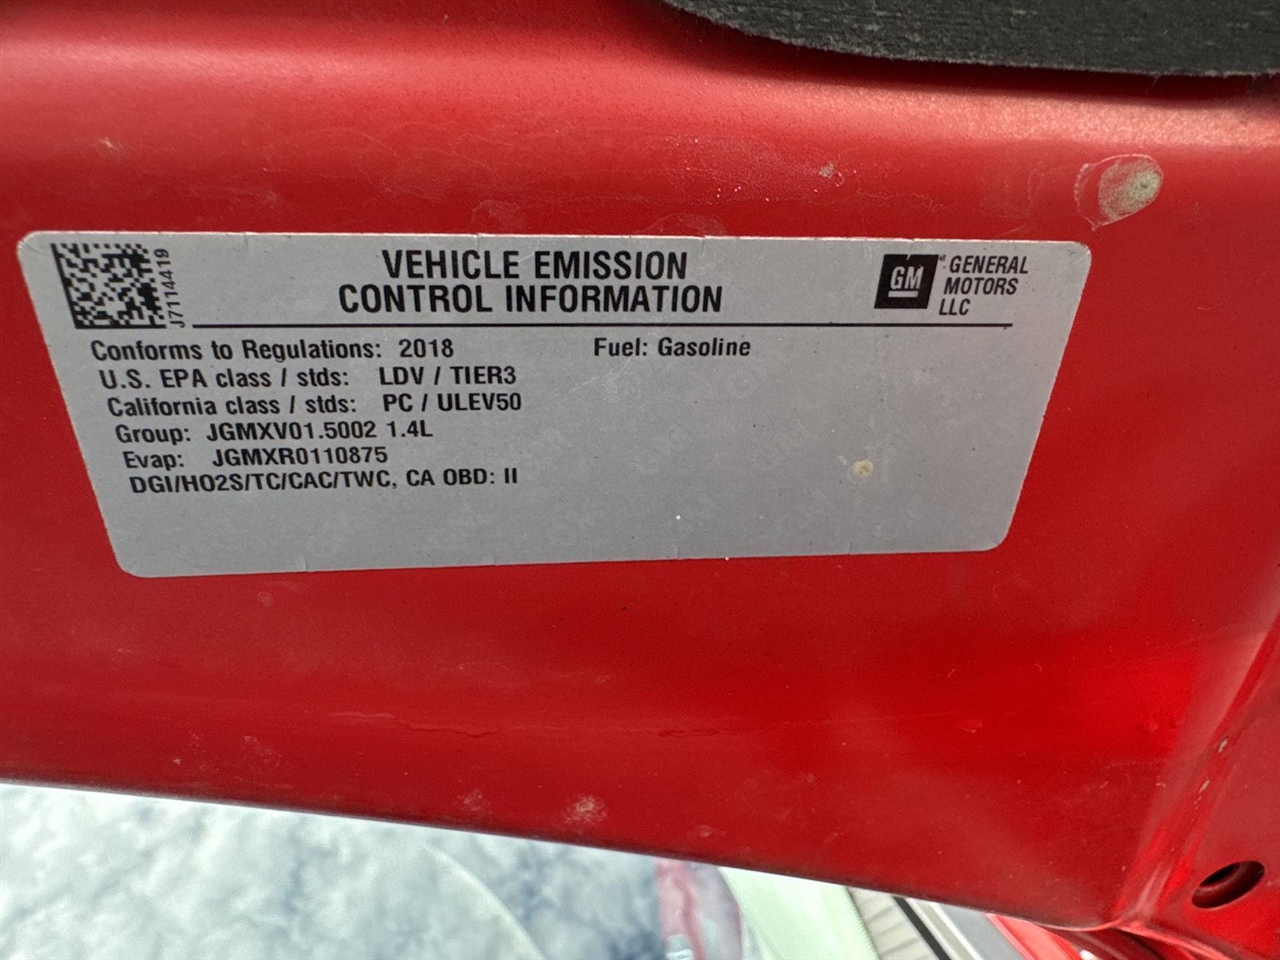 J7114419
VEHICLE EMISSION
CONTROL INFORMATION
GM
GENERAL
MOTORS
LLC
Conforms to Regulations: 2018 Fuel: Gasoline
U.S. EPA class / stds: LDV / TIER3
California class / stds: PC / ULEV50
Group: JGMXV01.5002 1.4L
Evap: JGMXR0110875
DGI/HO2S/TC/CAC/TWC, CA OBD: II